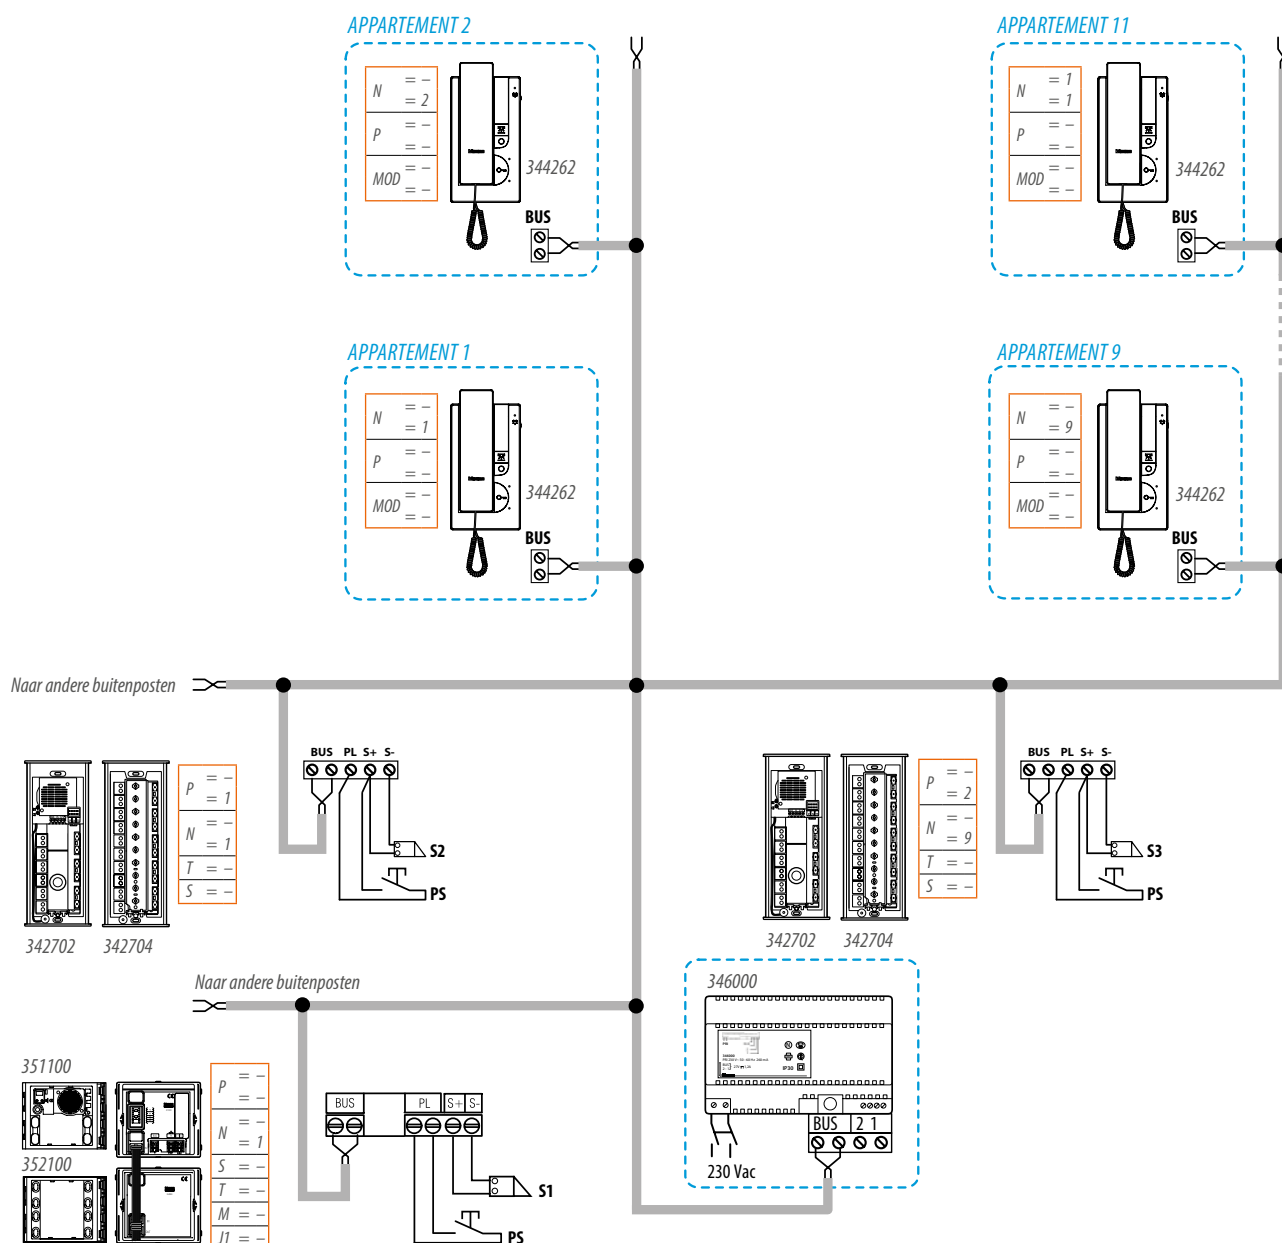 APPARTEMENT 2
N = –
= 2
P = –
= –
MOD = –
= –
344262
BUS
APPARTEMENT 11
N = 1
= 1
P = –
= –
MOD = –
= –
344262
BUS
APPARTEMENT 1
N = –
= 1
P = –
= –
MOD = –
= –
344262
BUS
APPARTEMENT 9
N = –
= 9
P = –
= –
MOD = –
= –
344262
BUS
Naar andere buitenposten
P = –
= 1
N = –
= 1
T = –
S = –
342702
342704
BUS PL S+ S-
S2
PS
P = –
= 2
N = –
= 9
T = –
S = –
342702
342704
BUS PL S+ S-
S3
PS
Naar andere buitenposten
351100
352100
P = –
= –
N = –
= 1
S = –
T = –
M = –
J1 = –
BUS PL S+ S-
S1
PS
346000
346000
IP30
BUS 2 1
230 Vac